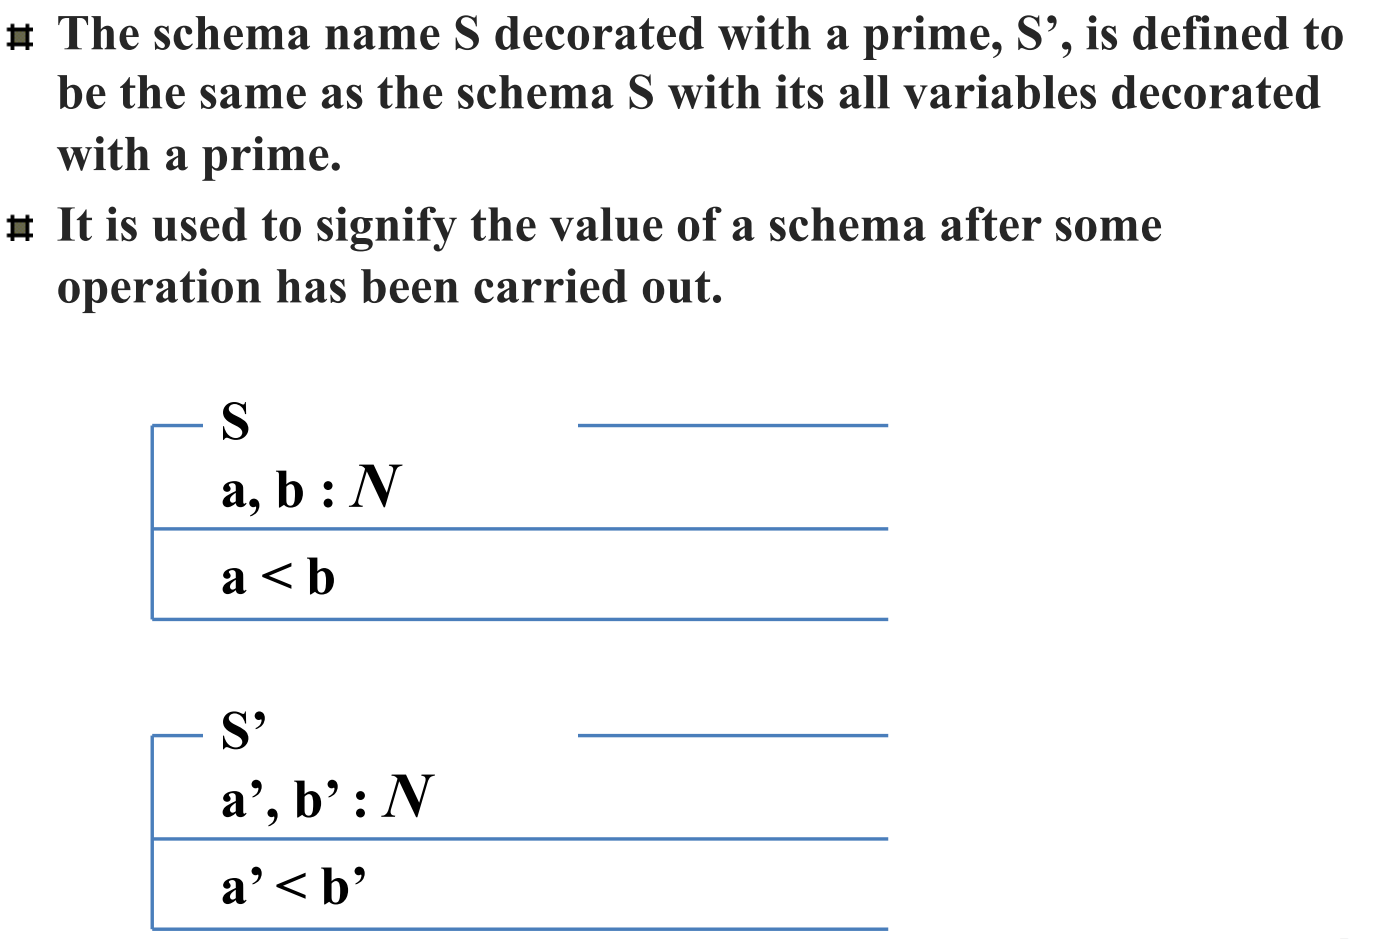 The schema name S decorated with a prime, S’, is defined to
be the same as the schema S with its all variables decorated
with a prime.
It is used to signify the value of a schema after some
operation has been carried out.
S
a, b : N
a < b
S’
a’, b’ : N
a’ < b’